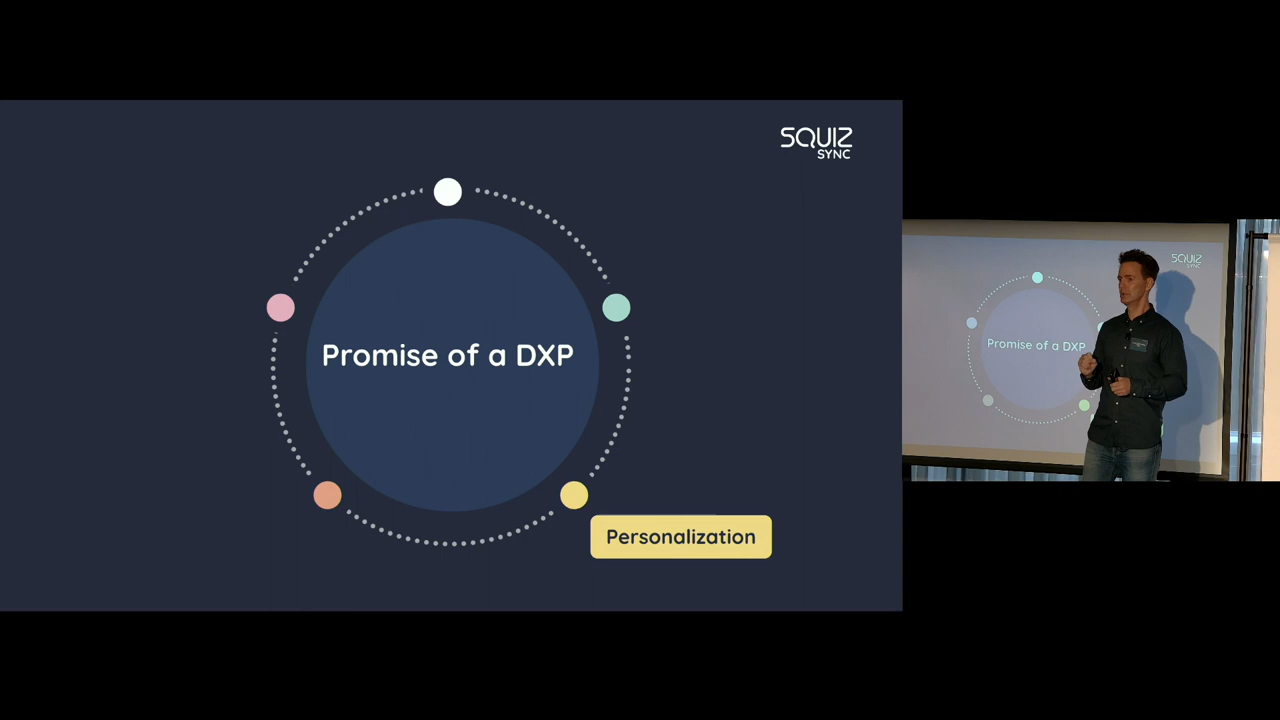 SQUIZ
SYNC
Promise of a DXP
Personalization
SQUIZ
SYNC
Promise of a DXP